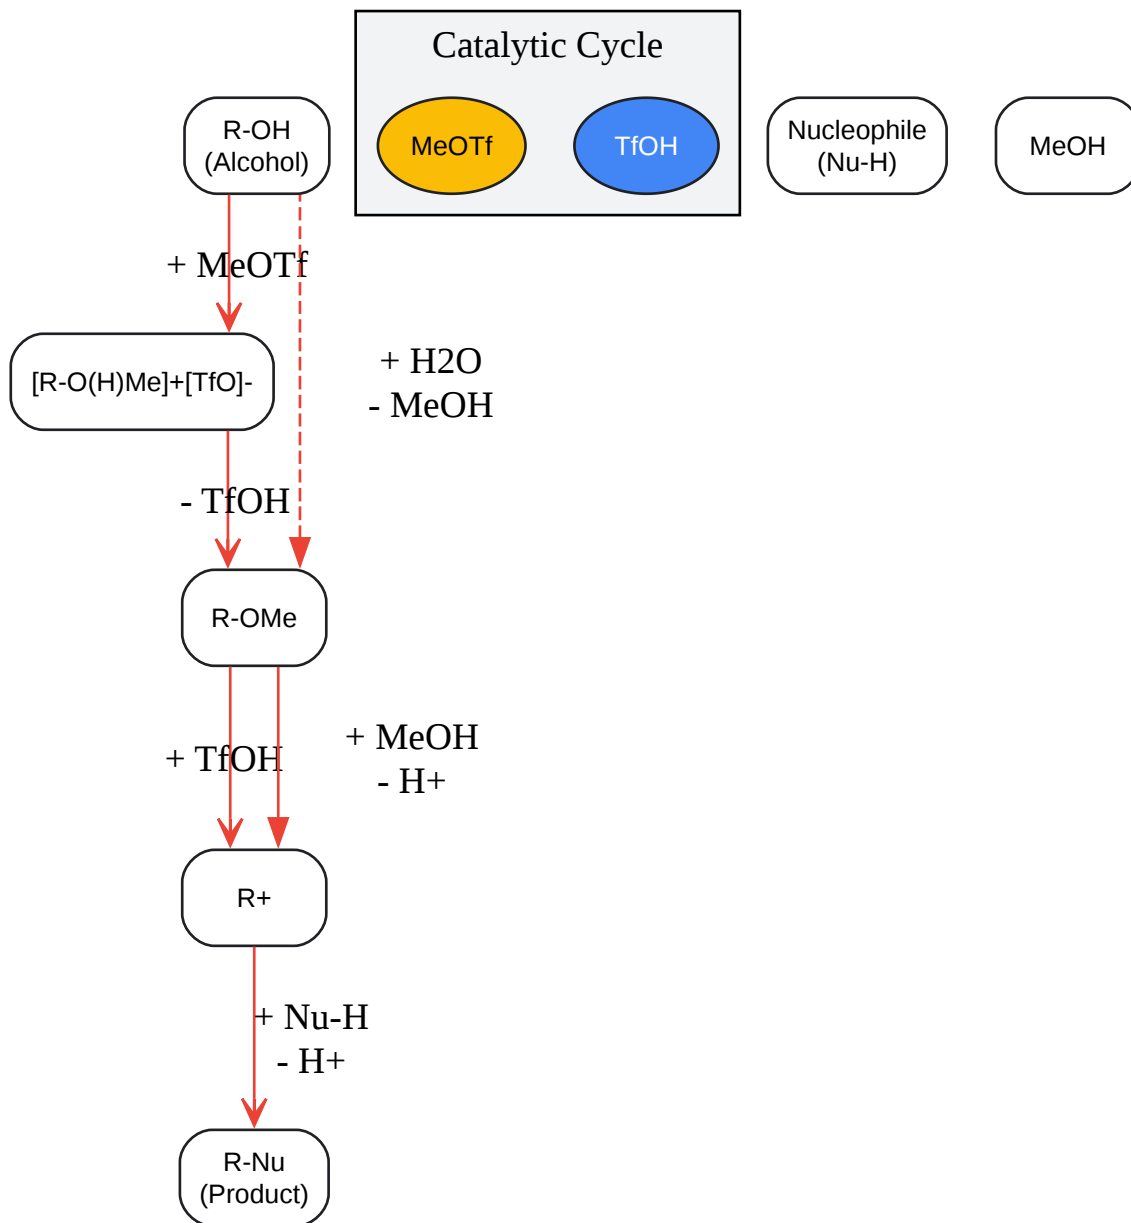 Catalytic Cycle
R-OH
(Alcohol)
MeOTf
TfOH
Nucleophile
(Nu-H)
MeOH
+ MeOTf
[R-O(H)Me]+[TfO]-
+ H2O
- MeOH
- TfOH
R-OMe
+ TfOH
+ MeOH
- H+
R+
+ Nu-H
- H+
R-Nu
(Product)